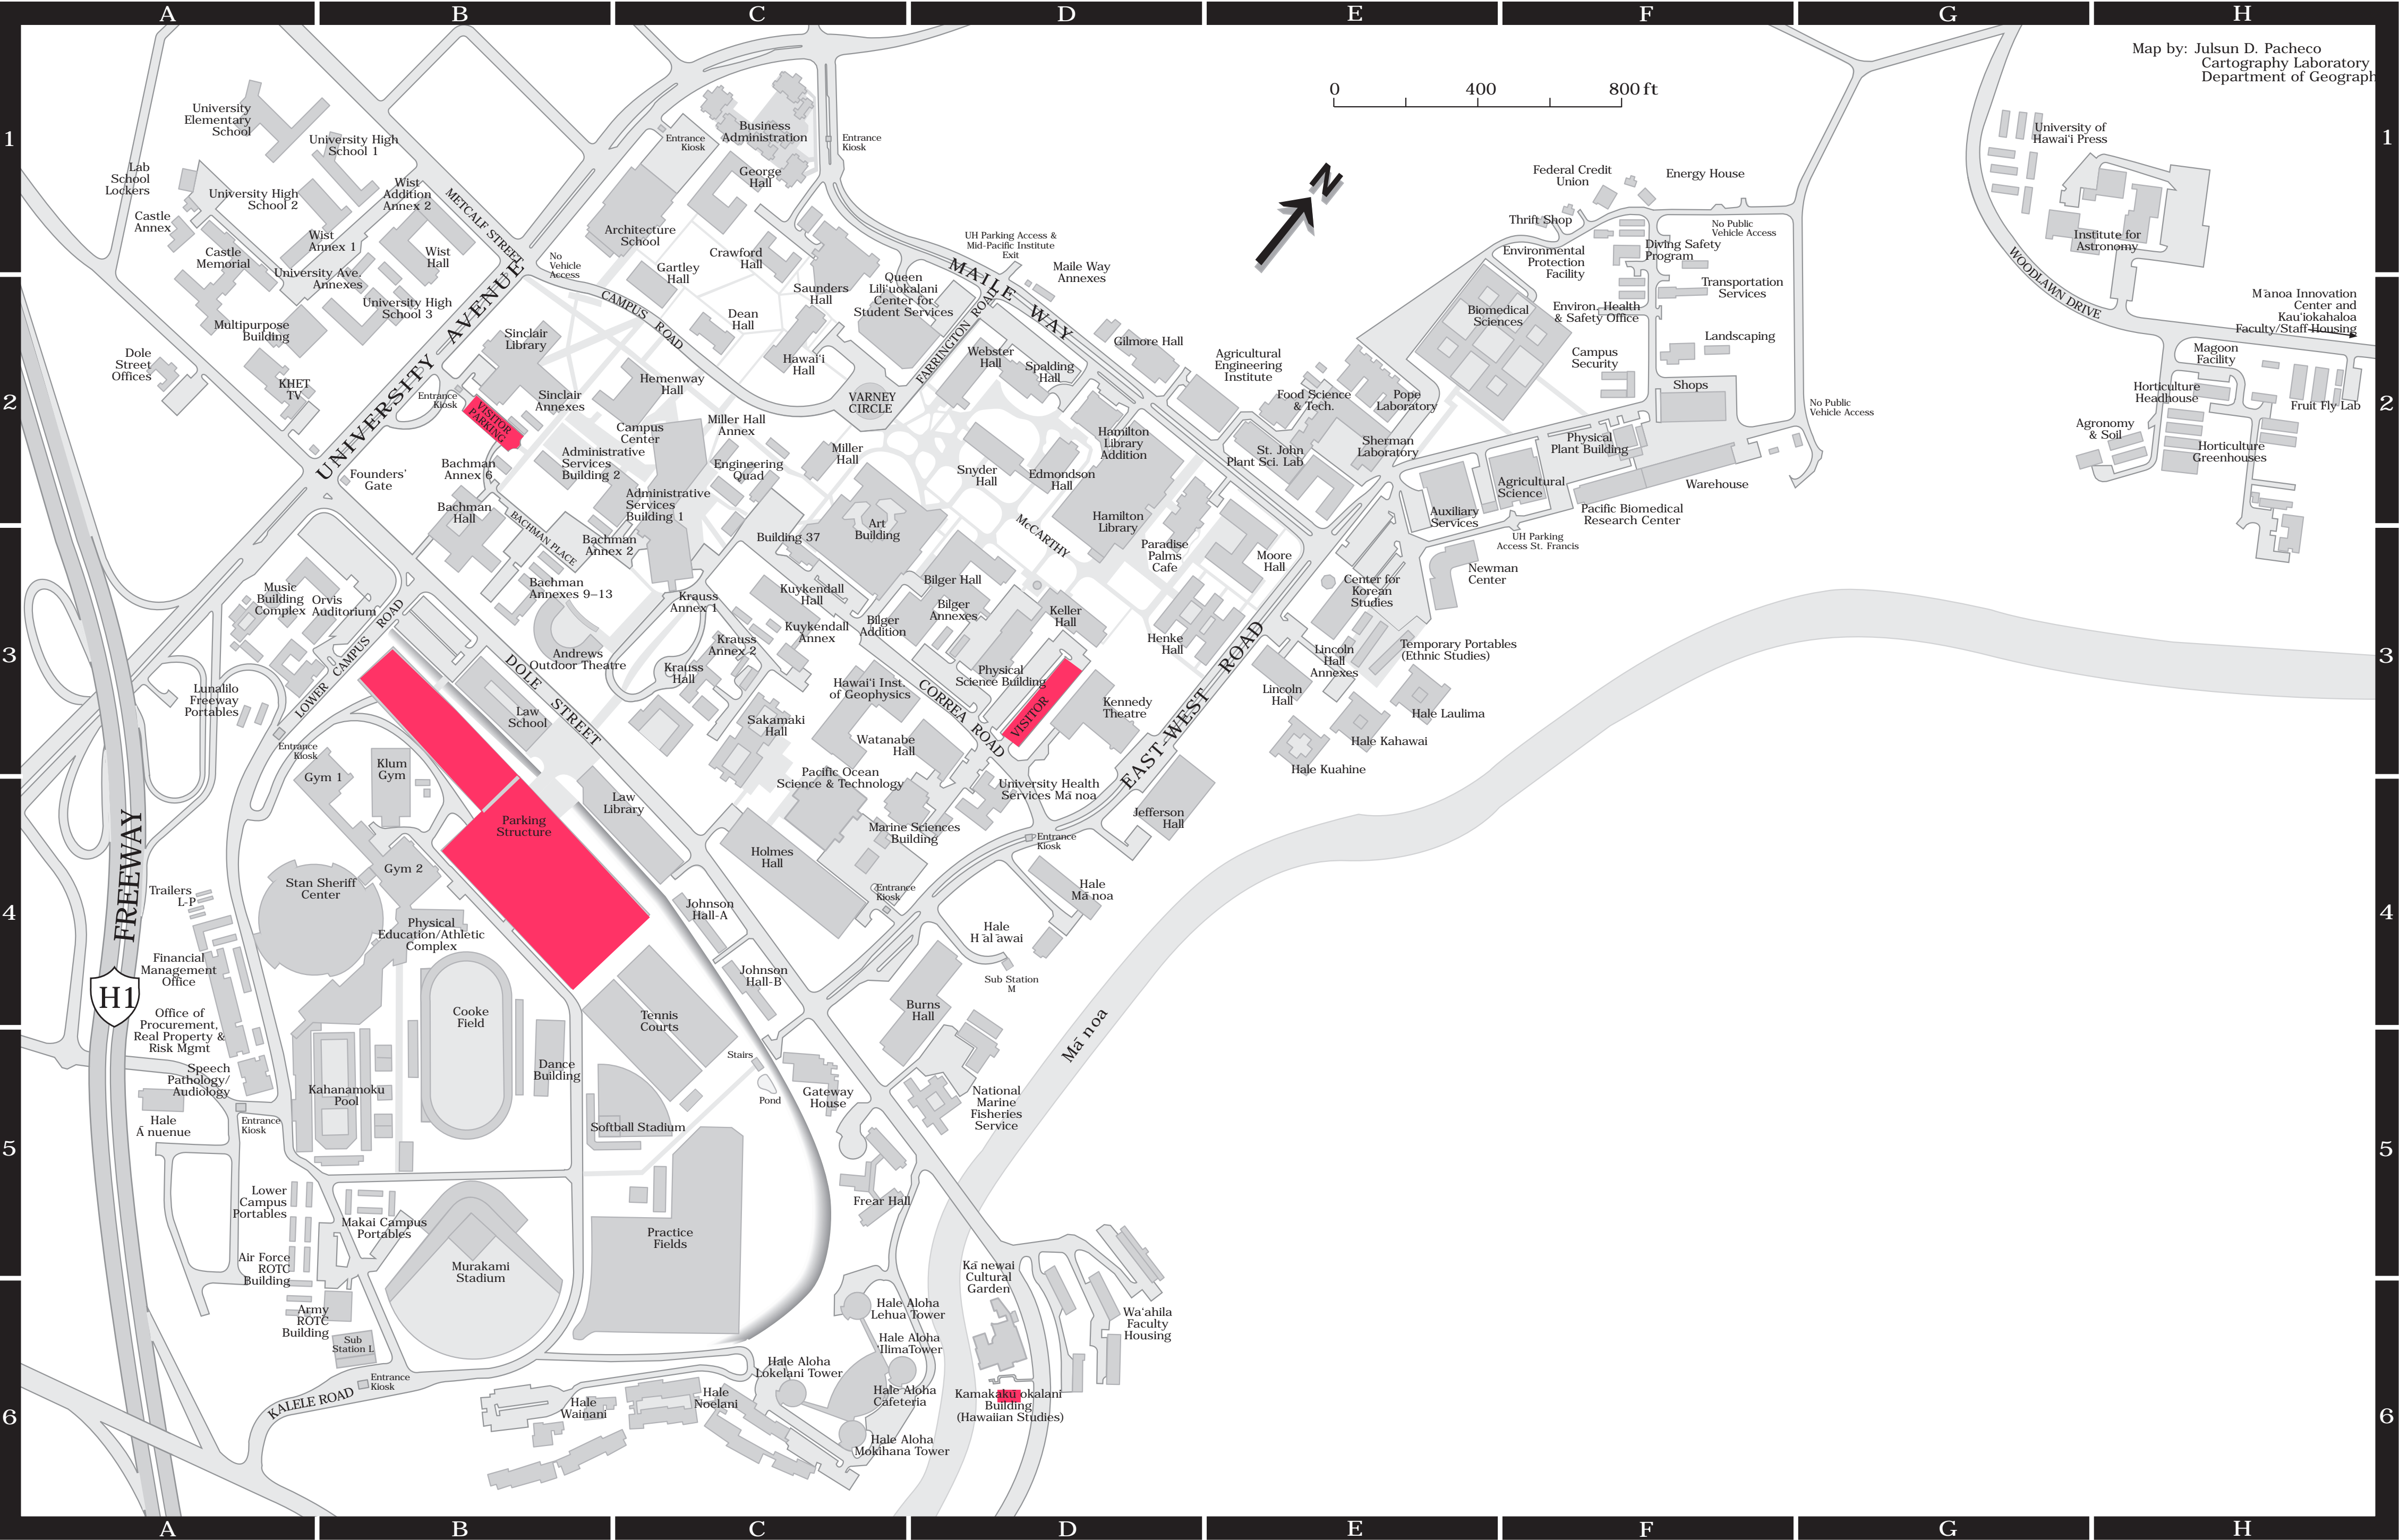 A
B
C
D
E
F
G
H
Map by: Julsun D. Pacheco
Cartography Laboratory
Department of Geograph
0
400
800 ft
N
1
1
University
Elementary
School
University High
School 1
Lab
School
Lockers
University High
School 2
Wist
Addition
Annex 2
Castle
Annex
Wist
Annex 1
Castle
Memorial
Wist
Hall
University Ave.
Annexes
University High
School 3
Multipurpose
Building
METCALF STREET
Business
Administration
Entrance
Kiosk
Entrance
Kiosk
George
Hall
Architecture
School
No
Vehicle
Access
Gartley
Hall
Crawford
Hall
Saunders
Hall
Queen
Lili‘uokalani
Center for
Student Services
UH Parking Access &
Mid-Pacific Institute
Exit
MAILE WAY
Maile Way
Annexes
Federal Credit
Union
Energy House
Thrift Shop
No Public
Vehicle Access
Environmental
Protection
Facility
Diving Safety
Program
Transportation
Services
Environ. Health
& Safety Office
Biomedical
Sciences
Landscaping
Campus
Security
Shops
University of
Hawai‘i Press
Institute for
Astronomy
WOODLAWN DRIVE
Mānoa Innovation
Center and
Kau‘iokahaloa
Faculty/Staff Housing
Magoon
Facility
Horticulture
Headhouse
Fruit Fly Lab
Agronomy
& Soil
Horticulture
Greenhouses
2
2
Dole
Street
Offices
KHET
TV
UNIVERSITY AVENUE
Sinclair
Library
Entrance
Kiosk
VISITOR
PARKING
Sinclair
Annexes
CAMPUS ROAD
Dean
Hall
Hawai‘i
Hall
Hemenway
Hall
FARRINGTON ROAD
VARNEY
CIRCLE
Webster
Hall
Spalding
Hall
Gilmore Hall
Agricultural
Engineering
Institute
Food Science
& Tech.
Pope
Laboratory
No Public
Vehicle Access
Founders’
Gate
Bachman
Annex 6
Administrative
Services
Building 2
Campus
Center
Miller Hall
Annex
Miller
Hall
Engineering
Quad
Snyder
Hall
Edmondson
Hall
Hamilton
Library
Addition
St. John
Plant Sci. Lab
Sherman
Laboratory
Physical
Plant Building
Agricultural
Science
Warehouse
Bachman
Hall
Administrative
Services
Building 1
BACHMAN PLACE
Bachman
Annex 2
Art
Building
Building 37
McCARTHY
Hamilton
Library
Auxiliary
Services
Pacific Biomedical
Research Center
UH Parking
Access St. Francis
Paradise
Palms
Cafe
Moore
Hall
Newman
Center
Center for
Korean
Studies
3
3
Music
Building
Complex
Orvis
Auditorium
Bachman
Annexes 9–13
Krauss
Annex 1
Kuykendall
Hall
Kuykendall
Annex
Bilger Hall
Bilger
Annexes
Bilger
Addition
Keller
Hall
Henke
Hall
Andrews
Outdoor Theatre
Krauss
Annex 2
Krauss
Hall
LOWER CAMPUS ROAD
DOLE STREET
Lunalilo
Freeway
Portables
Law
School
Hawai‘i Inst.
of Geophysics
CORREA ROAD
Physical
Science Building
VISITOR
Kennedy
Theatre
EAST-WEST ROAD
Lincoln
Hall
Annexes
Lincoln
Hall
Temporary Portables
(Ethnic Studies)
Hale Laulima
Hale Kahawai
Hale Kuahine
Sakamaki
Hall
Watanabe
Hall
Entrance
Kiosk
Gym 1
Klum
Gym
Pacific Ocean
Science & Technology
University Health
Services Mānoa
Law
Library
Parking
Structure
Jefferson
Hall
Marine Sciences
Building
Entrance
Kiosk
Holmes
Hall
FREEWAY
4
4
Gym 2
Stan Sheriff
Center
Trailers
L-P
Physical
Education/Athletic
Complex
Johnson
Hall-A
Entrance
Kiosk
Hale
Mānoa
Hale
Hālāwai
Financial
Management
Office
H1
Johnson
Hall-B
Sub Station
M
Burns
Hall
Office of
Procurement,
Real Property &
Risk Mgmt
Cooke
Field
Tennis
Courts
Mānoa
Speech
Pathology/
Audiology
Dance
Building
Stairs
Pond
Gateway
House
National
Marine
Fisheries
Service
Kahanamoku
Pool
Hale
Ānuenue
Entrance
Kiosk
Softball Stadium
5
5
Lower
Campus
Portables
Makai Campus
Portables
Frear Hall
Practice
Fields
Air Force
ROTC
Building
Murakami
Stadium
Kānewai
Cultural
Garden
Army
ROTC
Building
Sub
Station L
Hale Aloha
Lehua Tower
Hale Aloha
‘IlimaTower
Wa‘ahila
Faculty
Housing
Hale Aloha
Lokelani Tower
Entrance
Kiosk
KALELE ROAD
Hale
Wainani
Hale
Noelani
Hale Aloha
Cafeteria
Kamakakūokalani
Building
(Hawaiian Studies)
Hale Aloha
Mokihana Tower
6
6
A
B
C
D
E
F
G
H